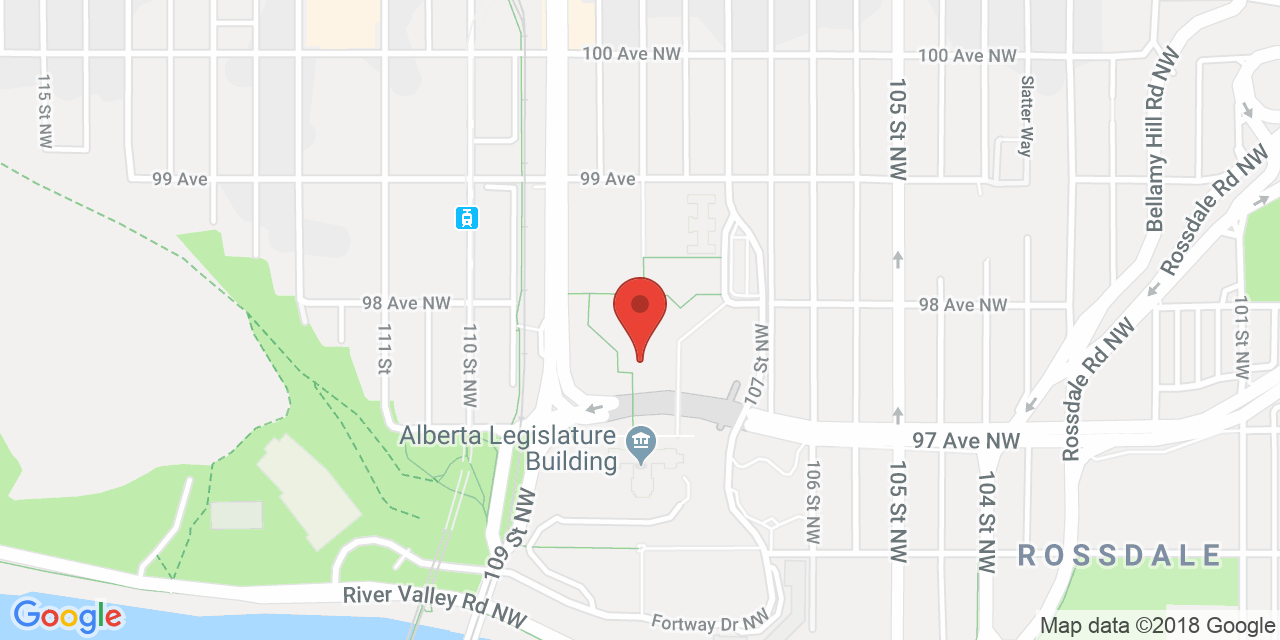 100 Ave NW
100 Ave NW
115 St NW
105 St NW
Slatter Way
Bellamy Hill Rd NW
Rossdale Rd NW
99 Ave
99 Ave
98 Ave NW
98 Ave NW
111 St
110 St NW
107 St NW
Rossdale Rd NW
101 St NW
Alberta Legislature
Building
97 Ave NW
109 St NW
106 St NW
105 St NW
104 St NW
ROSSDALE
River Valley Rd NW
Fortway Dr NW
Google
Map data ©2018 Google